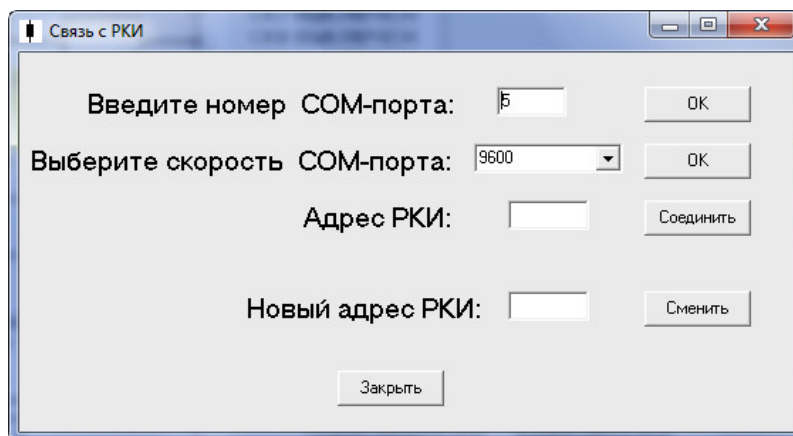 Связь с РКИ
Введите номер COM-порта: 5 OK
Выберите скорость COM-порта: 9600 OK
Адрес РКИ: Соединить
Новый адрес РКИ: Сменить
Закрыть